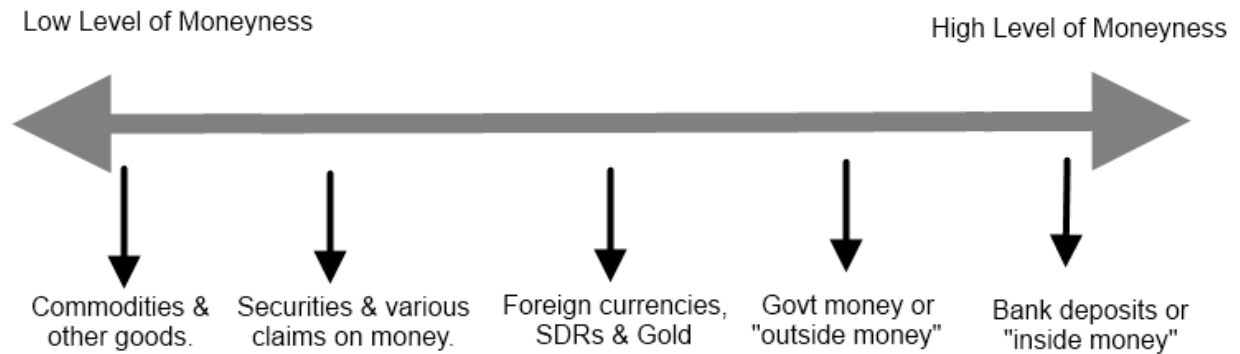 Low Level of Moneyness
High Level of Moneyness
Commodities &
other goods.
Securities & various
claims on money.
Foreign currencies,
SDRs & Gold
Govt money or
"outside money"
Bank deposits or
"inside money"